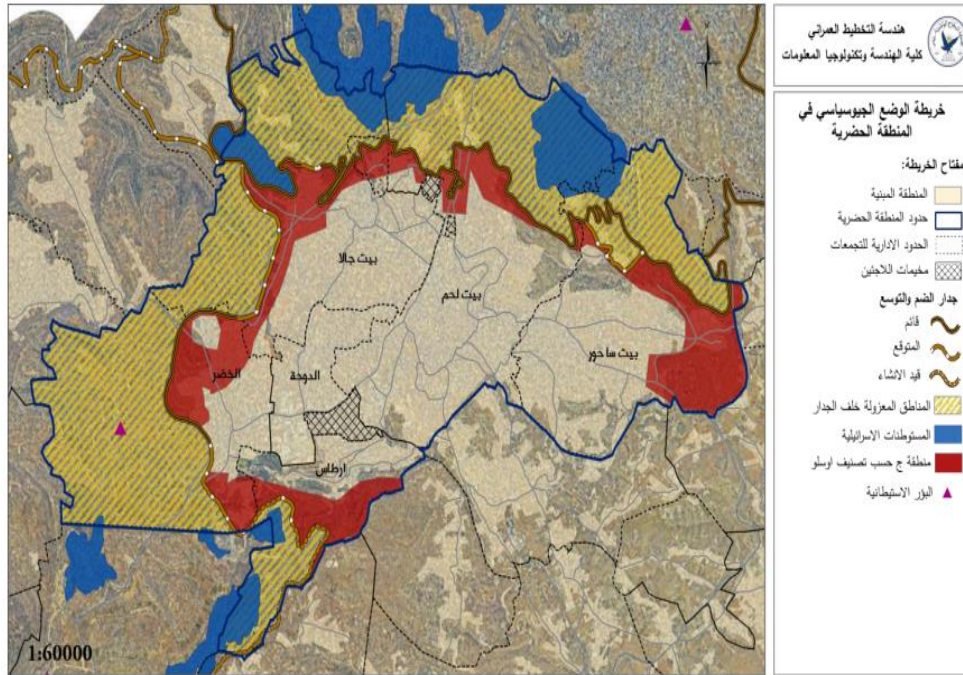 هندسة التخطيط العمراني
كلية الهندسة وتكنولوجيا المعلومات
خريطة الوضع الجيوسياسي في
المنطقة الحضرية
مفتاح الخريطة:
المنطقة المبنية
حدود المنطقة الحضرية
الحدود الادارية للتجمعات
مخيمات اللاجئين
جدار الضم والتوسع
قائم
المتوقع
قيد الانشاء
المناطق المعزولة خلف الجدار
المستوطنات الاسرائيلية
منطقة ج حسب تصنيف اوسلو
البؤر الاستيطانية
بيت جالا
بيت لحم
بيت ساحور
الدوحة
الخضر
ارطاس
1:60000